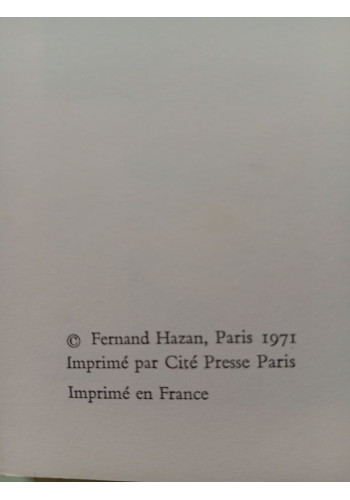 © Fernand Hazan, Paris 1971
Imprimé par Cité Presse Paris
Imprimé en France